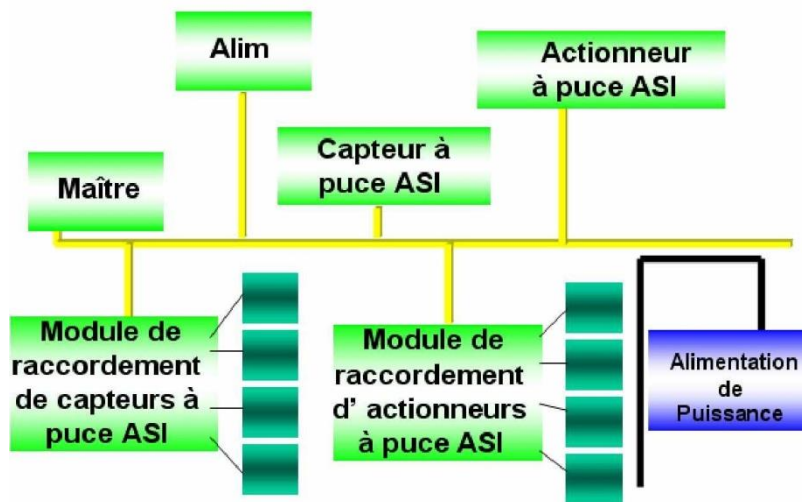 Alim
Actionneur
à puce ASI
Capteur à
puce ASI
Maître
Module de
raccordement
de capteurs à
puce ASI
Module de
raccordement
d' actionneurs
à puce ASI
Alimentation
de
Puissance